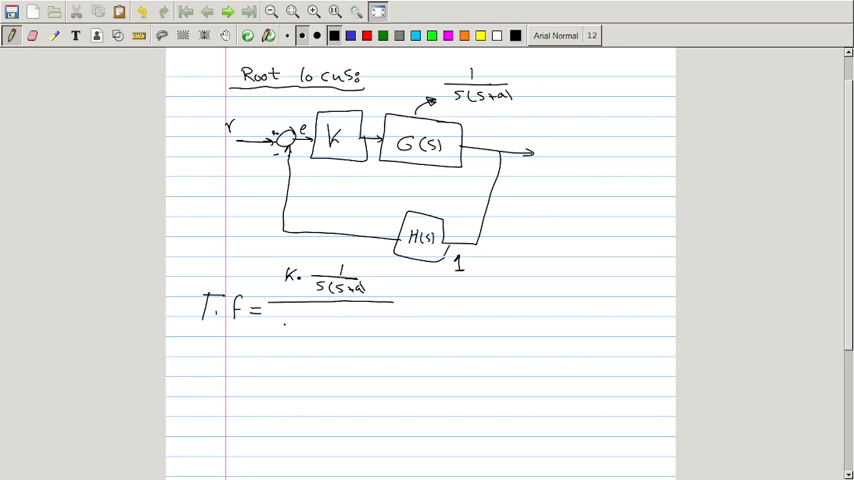 Arial Normal 12
Root locus:
1
s(s+a)
r + e K G(s)
-
H(s)
1
K. 1
s(s+a)
T. f =